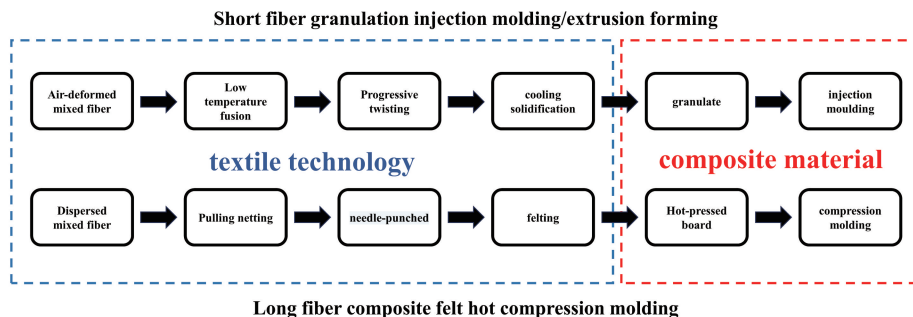 Short fiber granulation injection molding/extrusion forming
Air-deformed
mixed fiber
Low
temperature
fusion
Progressive
twisting
cooling
solidification
granulate
injection
moulding
textile technology
composite material
Dispersed
mixed fiber
Pulling netting
needle-punched
felting
Hot-pressed
board
compression
molding
Long fiber composite felt hot compression molding